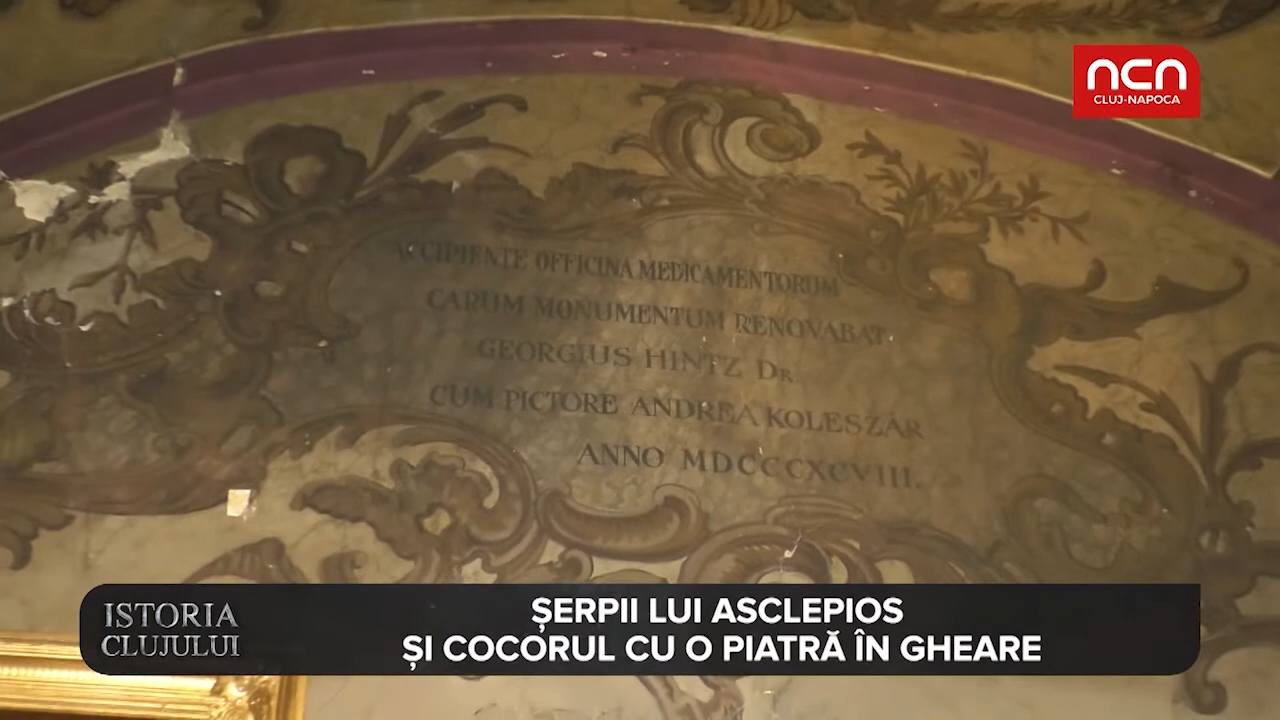 ncn
CLUJ-NAPOCA
ACCIPIENTE OFFICINA MEDICAMENTORUM
CARUM MONUMENTUM RENOVABAT
GEORGIUS HINTZ DR.
CUM PICTORE ANDREA KOLESZÁR
ANNO MDCCCXCVIII.
ISTORIA
CLUJULUI
ȘERPII LUI ASCLEPIOS
ȘI COCORUL CU O PIATRĂ ÎN GHEARE